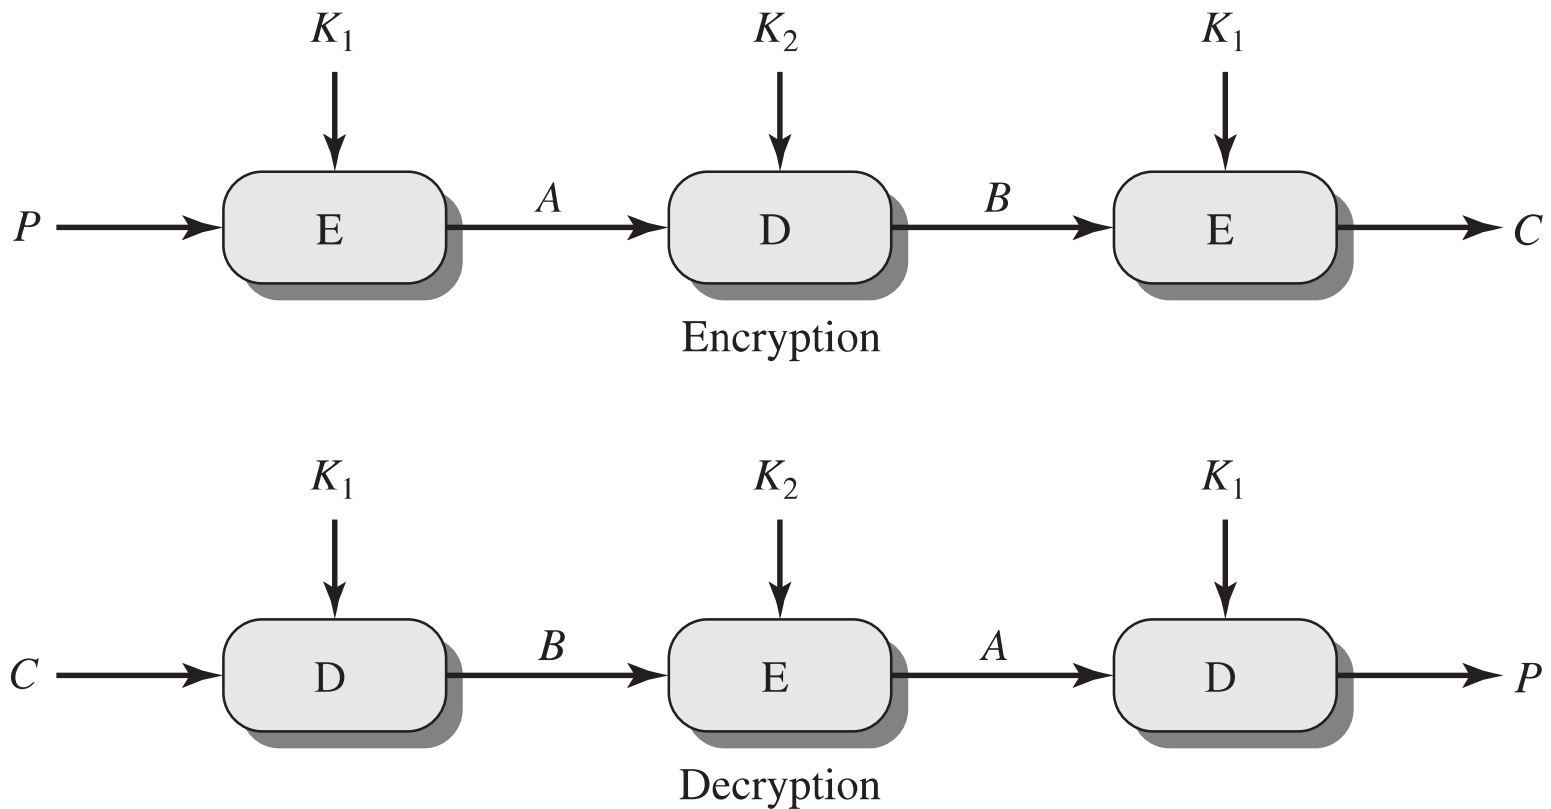 K₁ K₂ K₁
P E A D B E C
Encryption
K₁ K₂ K₁
C D B E A D P
Decryption